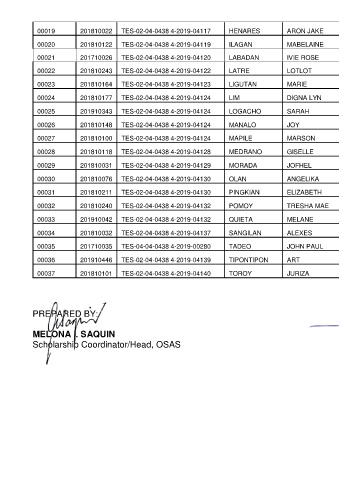 00019 201810022 TES-02-04-0438 4-2019-04117 HENARES ARON JAKE
00020 201810122 TES-02-04-0438 4-2019-04119 ILAGAN MABELAINE
00021 201710026 TES-02-04-0438 4-2019-04120 LABADAN IVIE ROSE
00022 201810243 TES-02-04-0438 4-2019-04122 LATRE LOTLOT
00023 201810164 TES-02-04-0438 4-2019-04123 LIGUTAN MARIE
00024 201810177 TES-02-04-0438 4-2019-04124 LIM DIGNA LYN
00025 201910343 TES-02-04-0438 4-2019-04124 LOGACHO SARAH
00026 201810148 TES-02-04-0438 4-2019-04124 MANALO JOY
00027 201810100 TES-02-04-0438 4-2019-04124 MAPILE MARSON
00028 201810118 TES-02-04-0438 4-2019-04128 MEDRANO GISELLE
00029 201810031 TES-02-04-0438 4-2019-04129 MORADA JOFHEL
00030 201810076 TES-02-04-0438 4-2019-04130 OLAN ANGELIKA
00031 201810211 TES-02-04-0438 4-2019-04130 PINGKIAN ELIZABETH
00032 201810240 TES-02-04-0438 4-2019-04132 POMOY TRESHA MAE
00033 201910042 TES-02-04-0438 4-2019-04132 QUIETA MELANE
00034 201810032 TES-02-04-0438 4-2019-04137 SANGILAN ALEXES
00035 201710035 TES-02-04-0438 4-2019-00280 TADEO JOHN PAUL
00036 201910446 TES-02-04-0438 4-2019-04139 TIPONTIPON ART
00037 201810101 TES-02-04-0438 4-2019-04140 TOROY JURIZA
PREPARED BY:
MELONA J. SAQUIN
Scholarship Coordinator/Head, OSAS